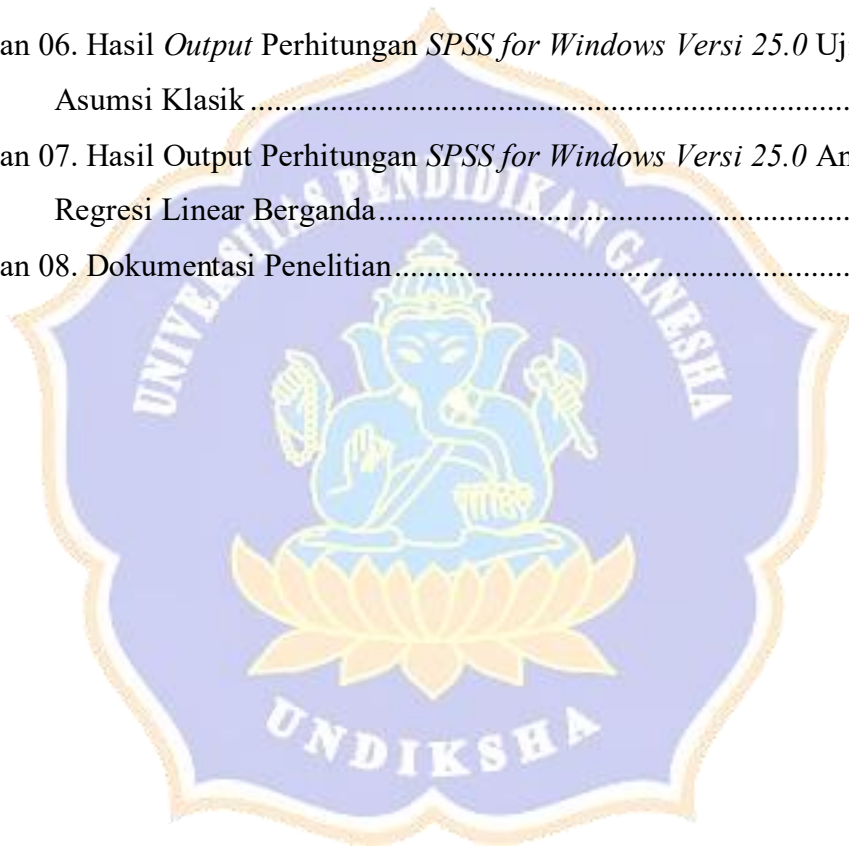 an 06. Hasil Output Perhitungan SPSS for Windows Versi 25.0 Uj
Asumsi Klasik................................................................................
an 07. Hasil Output Perhitungan SPSS for Windows Versi 25.0 An
Regresi Linear Berganda................................................................
an 08. Dokumentasi Penelitian.............................................................
UNIVERSITAS PENDIDIKAN GANESHA
UNDIKSHA